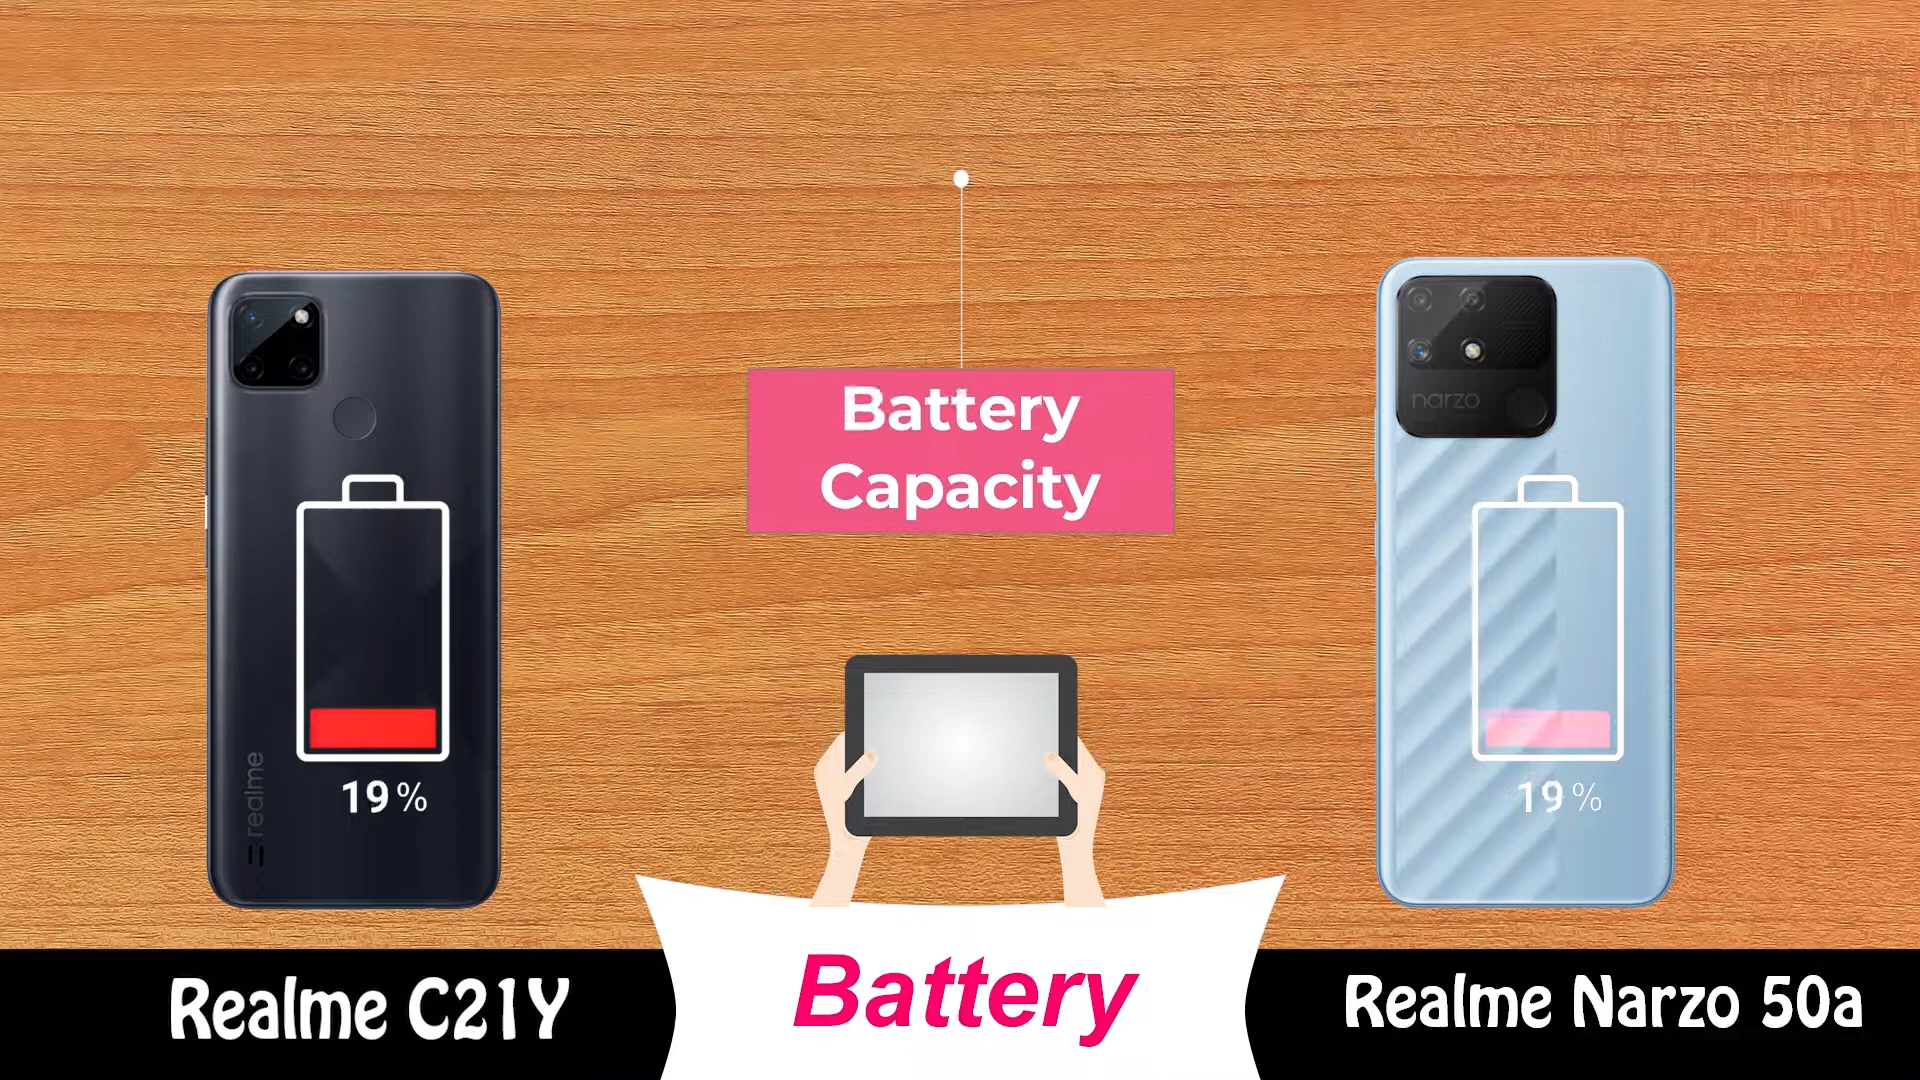 Battery
Capacity
narzo
realme
19%
19%
Realme C21Y
Battery
Realme Narzo 50a